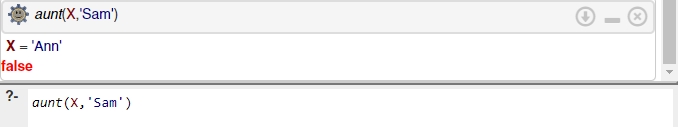 aunt(X,'Sam')
X = 'Ann'
false
?- aunt(X,'Sam')